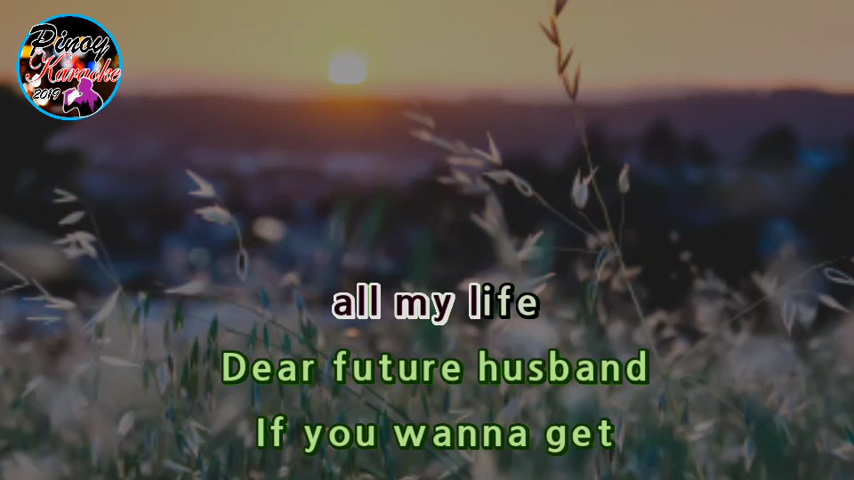 Pinoy
Karaoke
2019
all my life
Dear future husband
If you wanna get